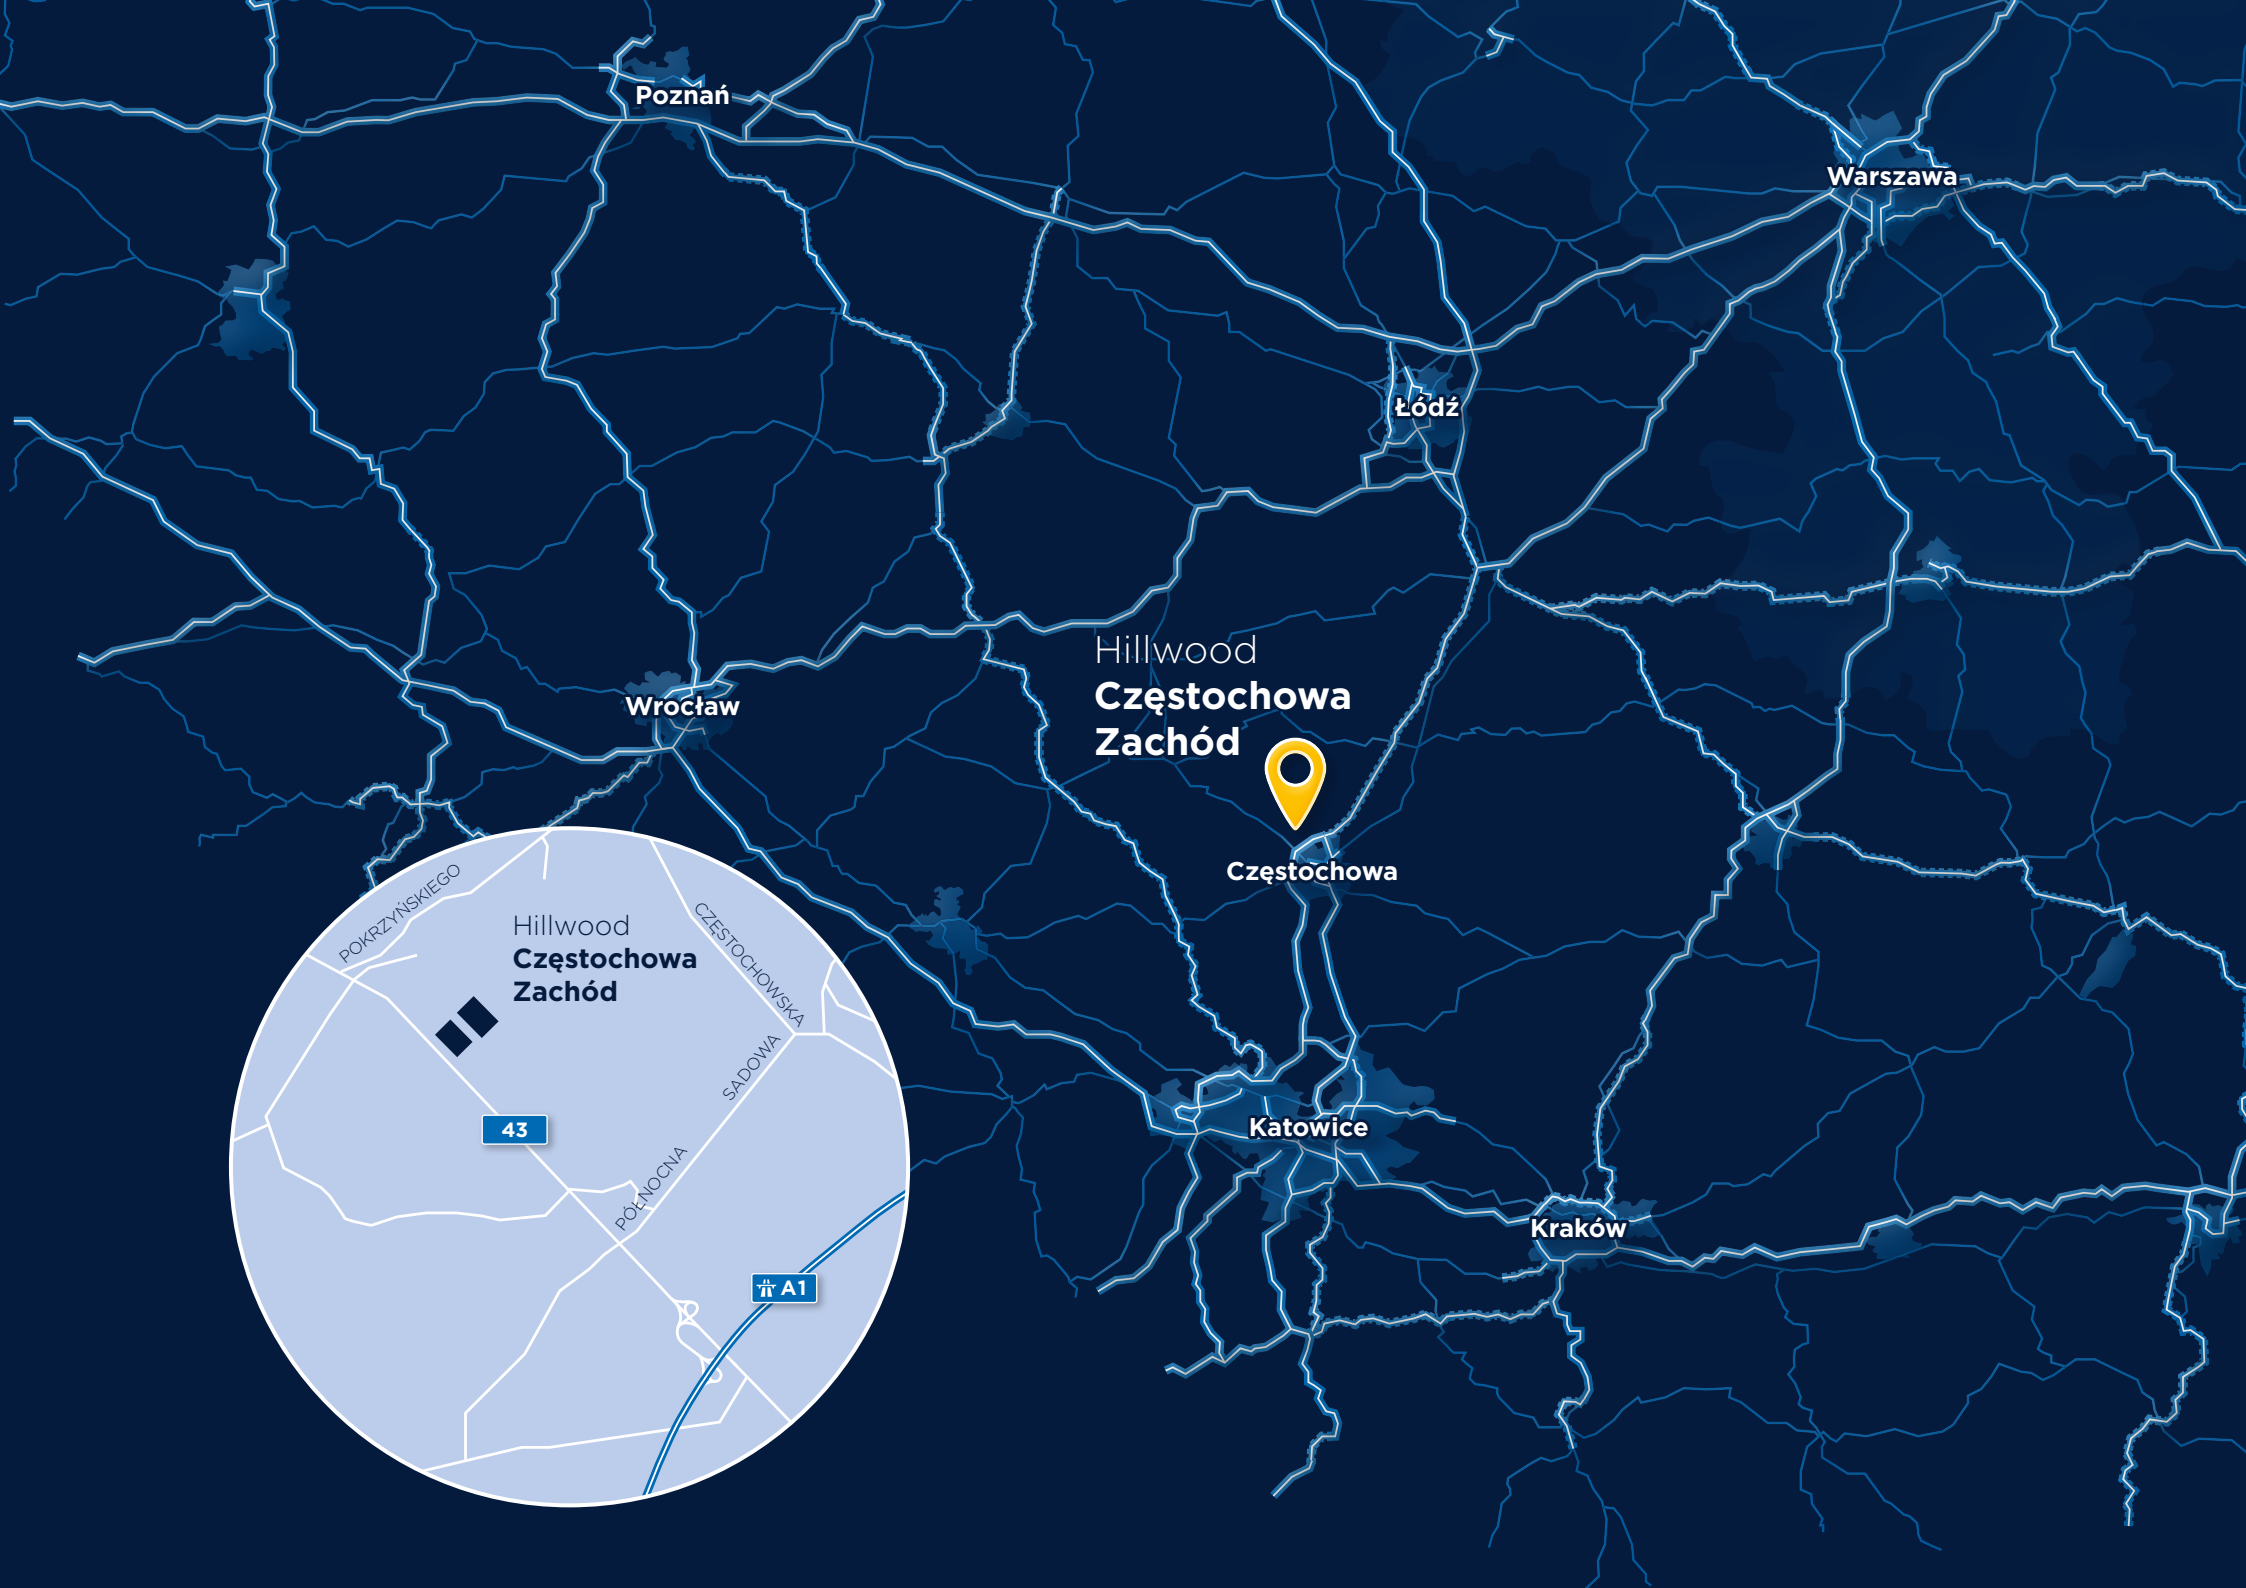 Poznań
Warszawa
Łódź
Hillwood
Częstochowa
Zachód
Wrocław
Częstochowa
POKRZYŃSKIEGO
Hillwood
Częstochowa
Zachód
CZĘSTOCHOWSKA
SADOWA
43
Katowice
PÓŁNOCNA
Kraków
A1